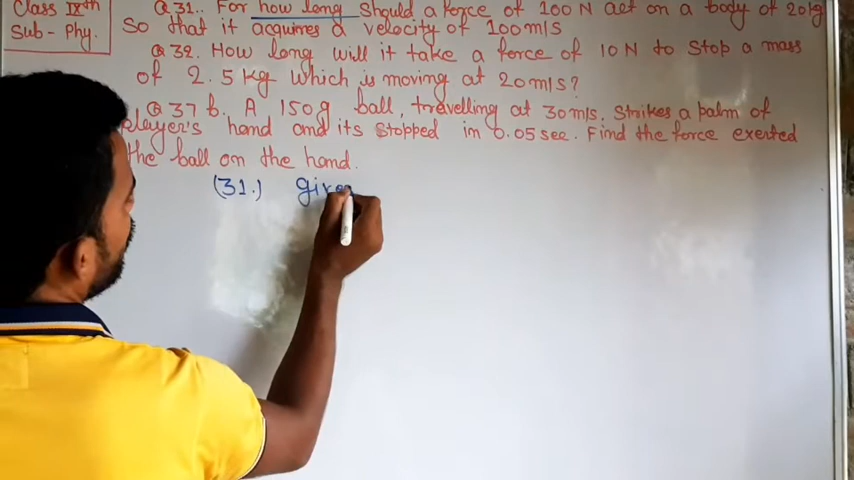 Class IXth
Sub- Phy.
Q 31.. For how long should a force of 100 N act on a body of 20kg
so that it acquires a velocity of 100m/s
Q 32. How long will it take a force of 10 N to stop a mass
of 2.5 kg which is moving at 20m/s?
Q 37 b. A 150g ball, travelling at 30m/s. strikes a palm of
player's hand and its stopped in 0.05 sec. Find the force exerted
the ball on the hand.
(31.) given